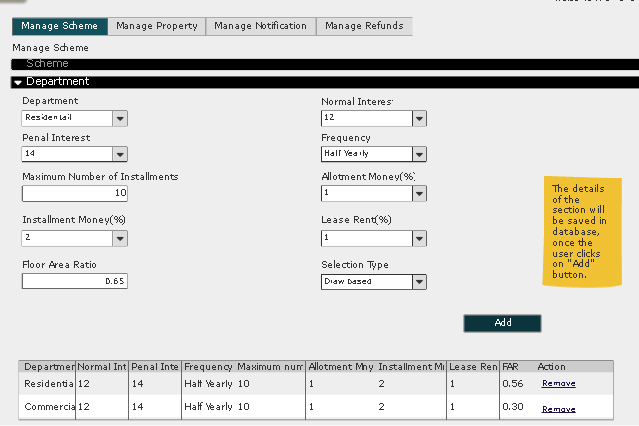 Manage Scheme Manage Property Manage Notification Manage Refunds
Manage Scheme
Scheme
Department
Department Normal Interes
Residentail 12
Penal Interest Frequency
14 Half Yearly
Maximum Number of Installments Allotment Money(%)
10 1
Installment Money(%) Lease Rent(%)
2 1
Floor Area Ratio Selection Type
0.65 Draw based
The details
of the
section will
be saved in
database,
once the
user clicks
on "Add"
button.
Add
Departmer Normal Int Penal Inte Frequency Maximum num Allotment Mny Installment Mi Lease Ren FAR Action
Residentia 12 14 Half Yearly 10 1 2 1 0.56 Remove
Commercia 12 14 Half Yearly 10 1 2 1 0.30 Remove